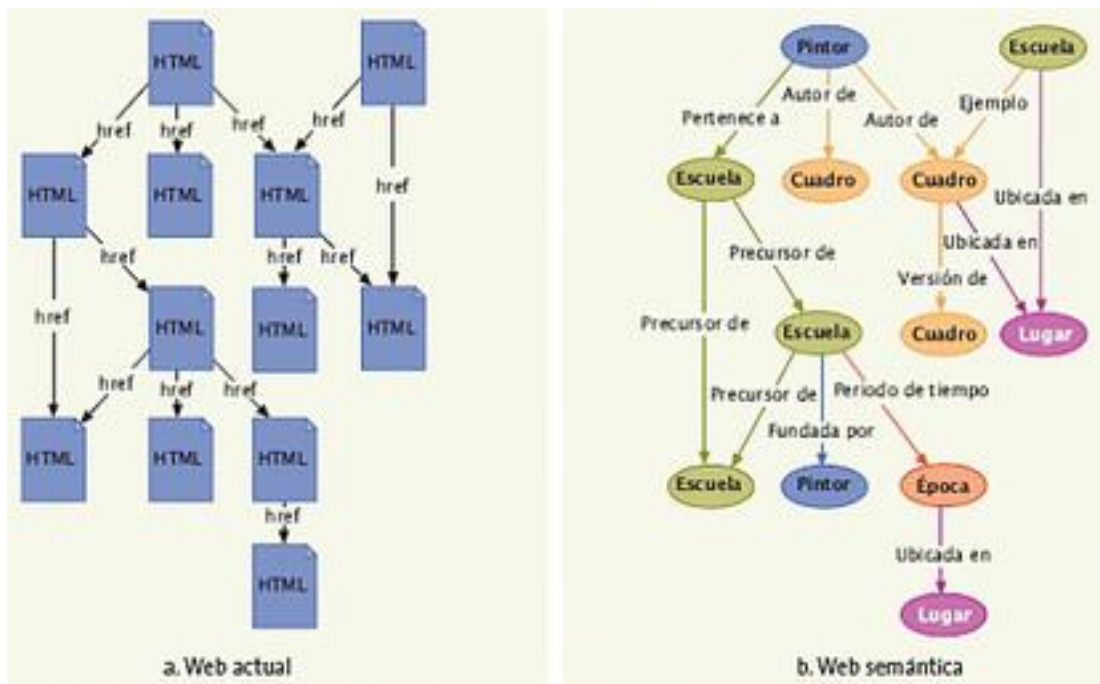 HTML HTML
href href href href
HTML HTML HTML href
href href href
href HTML HTML HTML
href href href
HTML HTML HTML
href
HTML
a. Web actual
Pintor Escuela
Autor de Ejemplo
Pertenece a Autor de
Escuela Cuadro Cuadro
Ubicada en
Precursor de Ubicada en
Versión de
Precursor de Escuela Cuadro Lugar
Precursor de Periodo de tiempo
Fundada por
Escuela Pintor Época
Ubicada en
Lugar
b. Web semántica